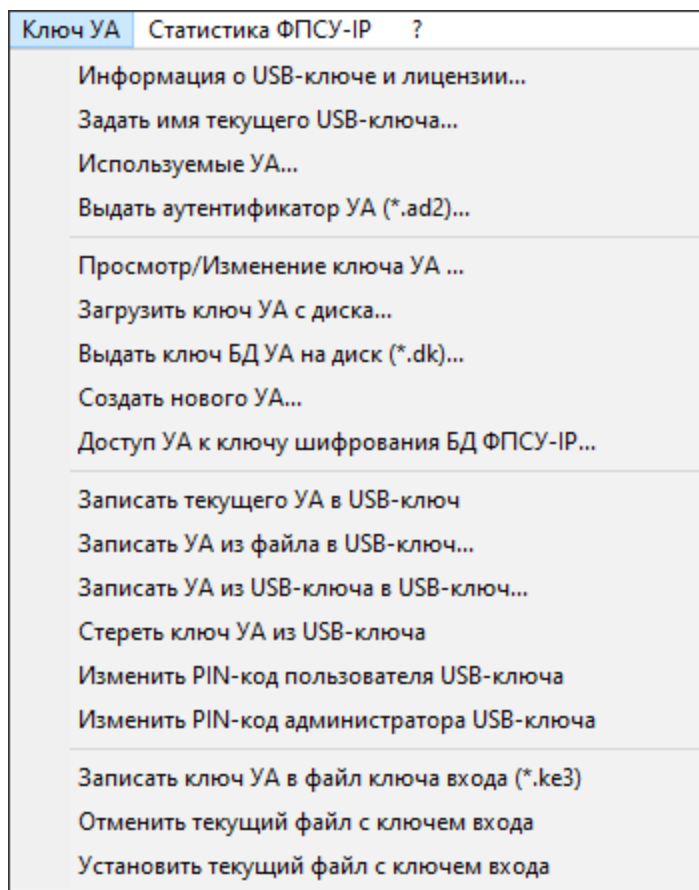 Ключ УА Статистика ФПСУ-IP ?
Информация о USB-ключе и лицензии...
Задать имя текущего USB-ключа...
Используемые УА...
Выдать аутентификатор УА (*.ad2)...
Просмотр/Изменение ключа УА ...
Загрузить ключ УА с диска...
Выдать ключ БД УА на диск (*.dk)...
Создать нового УА...
Доступ УА к ключу шифрования БД ФПСУ-IP...
Записать текущего УА в USB-ключ
Записать УА из файла в USB-ключ...
Записать УА из USB-ключа в USB-ключ...
Стереть ключ УА из USB-ключа
Изменить PIN-код пользователя USB-ключа
Изменить PIN-код администратора USB-ключа
Записать ключ УА в файл ключа входа (*.ke3)
Отменить текущий файл с ключем входа
Установить текущий файл с ключем входа